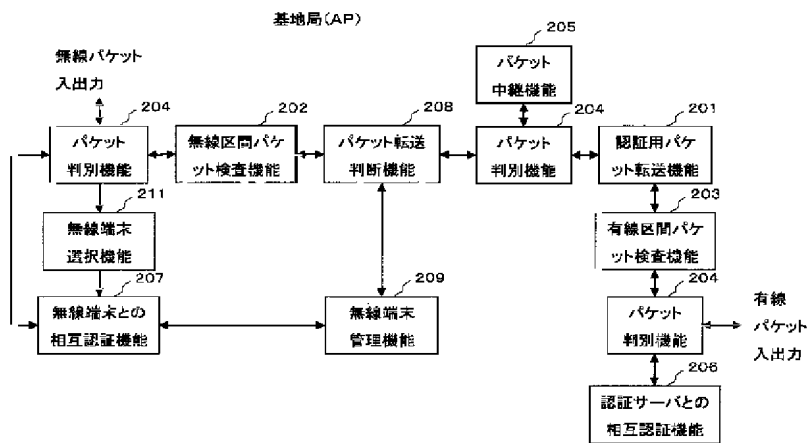 基地局(AP)
205
パケット
中継機能
無線パケット
入出力
204
パケット
判別機能
202
無線区間パケ
ット検査機能
208
パケット転送
判断機能
204
パケット
判別機能
201
認証用パケ
ット転送機能
211
無線端末
選択機能
203
有線区間パケ
ット検査機能
207
無線端末との
相互認証機能
209
無線端末
管理機能
204
パケット
判別機能
有線
パケット
入出力
206
認証サーバとの
相互認証機能